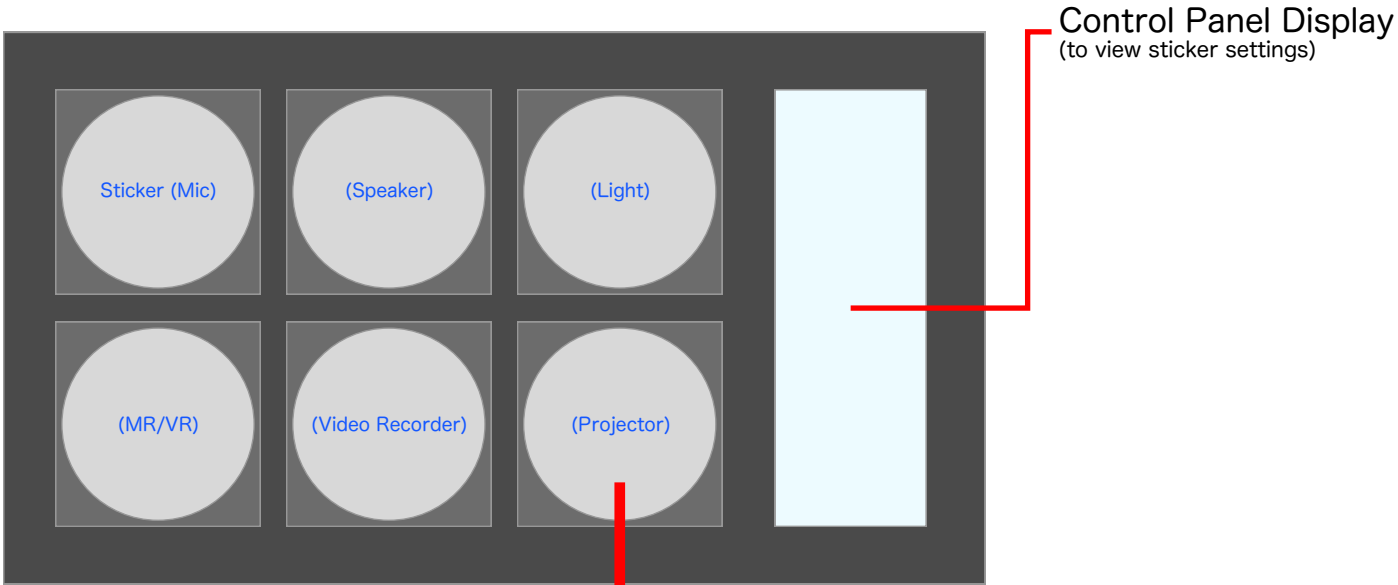 Control Panel Display
(to view sticker settings)
Sticker (Mic)
(Speaker)
(Light)
(MR/VR)
(Video Recorder)
(Projector)